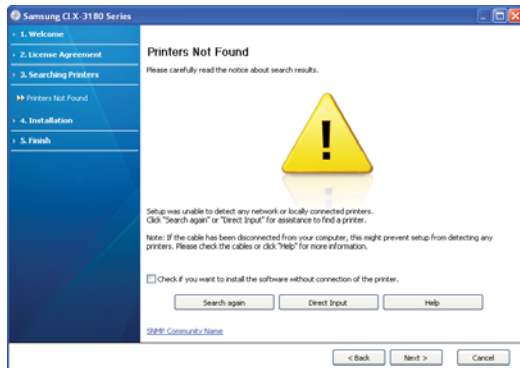 Samsung CLX-3180 Series
1. Welcome
2. License Agreement
3. Searching Printers
Printers Not Found
4. Installation
5. Finish
Printers Not Found
Please carefully read the notice about search results.
Setup was unable to detect any network or locally connected printers.
Click "Search again" or "Direct Input" for assistance to find a printer.
Note: If the cable has been disconnected from your computer, this might prevent setup from detecting any
printers. Please check the cables or click "Help" for more information.
Check if you want to install the software without connection of the printer.
Search again
Direct Input
Help
SNMP Community Name
< Back
Next >
Cancel